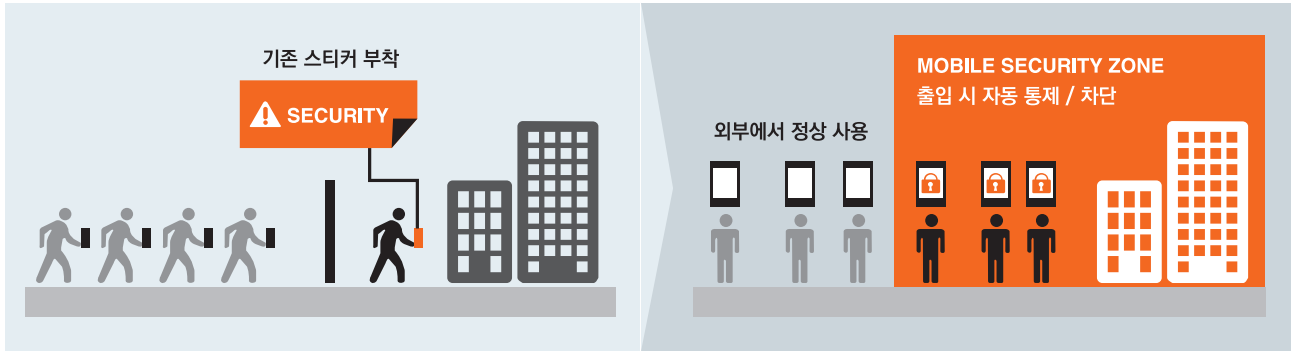 기존 스티커 부착
SECURITY
외부에서 정상 사용
MOBILE SECURITY ZONE
출입 시 자동 통제 / 차단